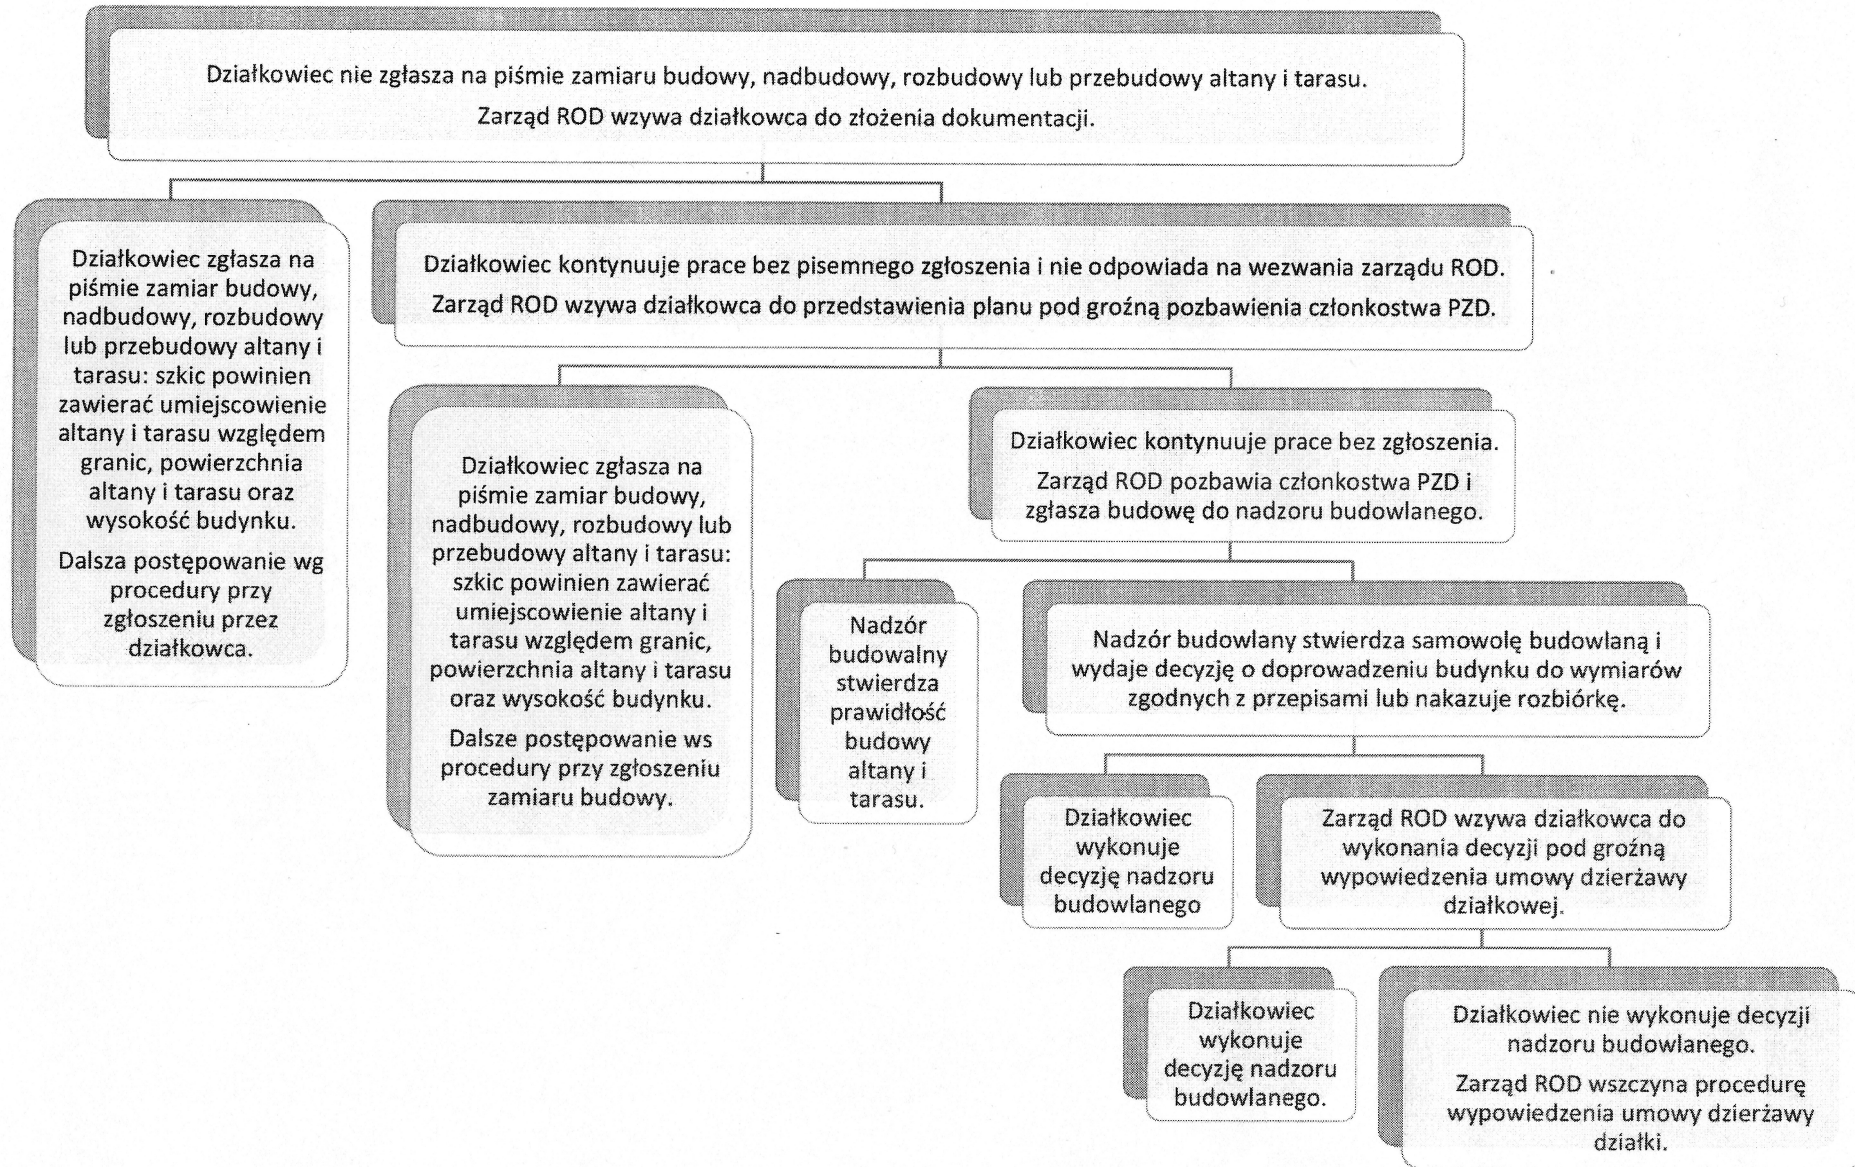 Działkowiec nie zgłasza na piśmie zamiaru budowy, nadbudowy, rozbudowy lub przebudowy altany i tarasu.
Zarząd ROD wzywa działkowca do złożenia dokumentacji.
Działkowiec zgłasza na
piśmie zamiar budowy,
nadbudowy, rozbudowy
lub przebudowy altany i
tarasu: szkic powinien
zawierać umiejscowienie
altany i tarasu względem
granic, powierzchnia
altany i tarasu oraz
wysokość budynku.
Dalsza postępowanie wg
procedury przy
zgłoszeniu przez
działkowca.
Działkowiec kontynuuje prace bez pisemnego zgłoszenia i nie odpowiada na wezwania zarządu ROD.
Zarząd ROD wzywa działkowca do przedstawienia planu pod groźną pozbawienia członkostwa PZD.
Działkowiec zgłasza na
piśmie zamiar budowy,
nadbudowy, rozbudowy lub
przebudowy altany i tarasu:
szkic powinien zawierać
umiejscowienie altany i
tarasu względem granic,
powierzchnia altany i tarasu
oraz wysokość budynku.
Dalsze postępowanie ws
procedury przy zgłoszeniu
zamiaru budowy.
Działkowiec kontynuuje prace bez zgłoszenia.
Zarząd ROD pozbawia członkostwa PZD i
zgłasza budowę do nadzoru budowlanego.
Nadzór
budowalny
stwierdza
prawidłość
budowy
altany i
tarasu.
Nadzór budowlany stwierdza samowolę budowlaną i
wydaje decyzję o doprowadzeniu budynku do wymiarów
zgodnych z przepisami lub nakazuje rozbiórkę.
Działkowiec
wykonuje
decyzję nadzoru
budowlanego
Zarząd ROD wzywa działkowca do
wykonania decyzji pod groźną
wypowiedzenia umowy dzierżawy
działkowej.
Działkowiec
wykonuje
decyzję nadzoru
budowlanego.
Działkowiec nie wykonuje decyzji
nadzoru budowlanego.
Zarząd ROD wszczyna procedurę
wypowiedzenia umowy dzierżawy
działki.